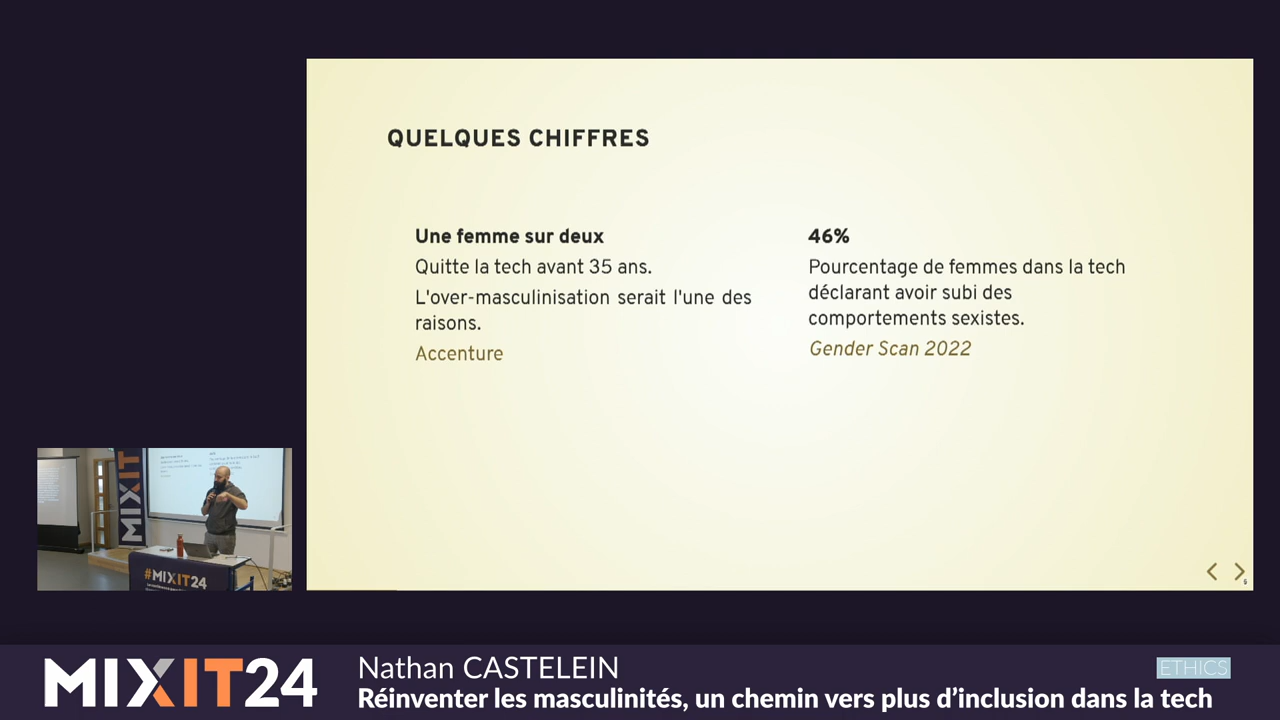 QUELQUES CHIFFRES
Une femme sur deux
Quitte la tech avant 35 ans.
L'over-masculinisation serait l'une des
raisons.
Accenture
46%
Pourcentage de femmes dans la tech
déclarant avoir subi des
comportements sexistes.
Gender Scan 2022
MIXIT
#MIXIT24
MIXIT24
Nathan CASTELEIN
ETHICS
Réinventer les masculinités, un chemin vers plus d’inclusion dans la tech